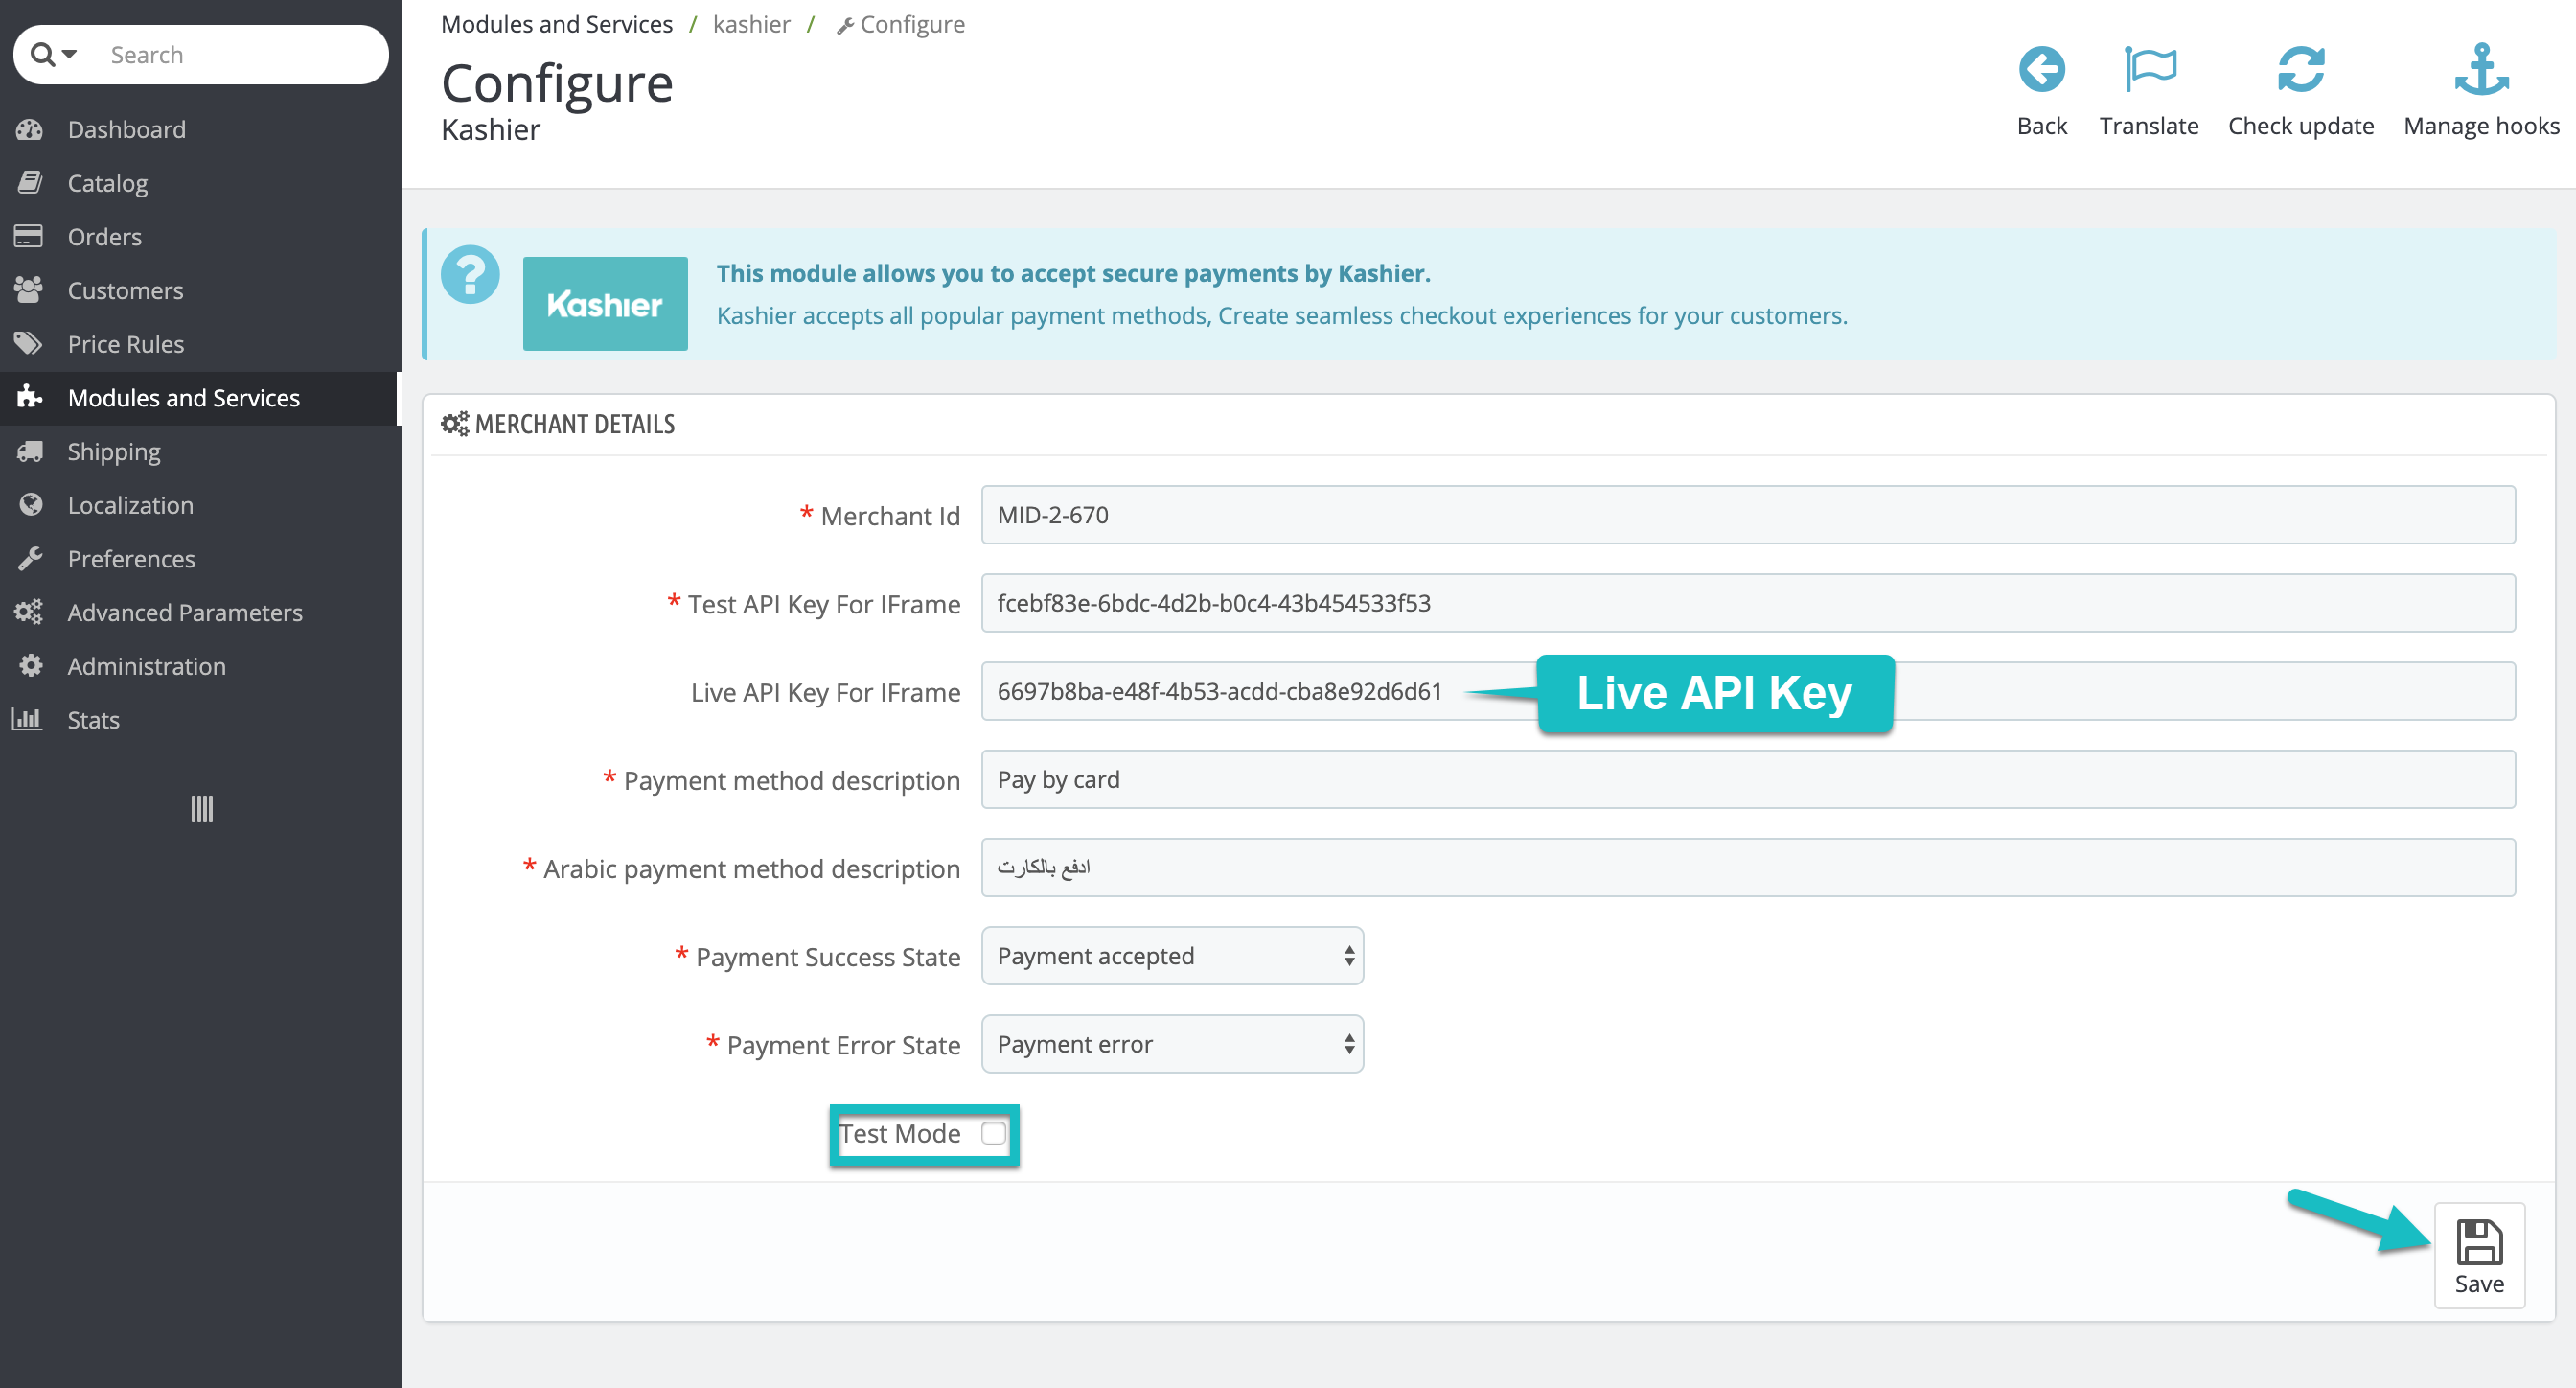 Search
Dashboard
Catalog
Orders
Customers
Price Rules
Modules and Services
Shipping
Localization
Preferences
Advanced Parameters
Administration
Stats
Modules and Services / kashier / Configure
Configure
Kashier
Back
Translate
Check update
Manage hooks
Kashier
This module allows you to accept secure payments by Kashier.
Kashier accepts all popular payment methods, Create seamless checkout experiences for your customers.
MERCHANT DETAILS
* Merchant Id MID-2-670
* Test API Key For IFrame fcebf83e-6bdc-4d2b-b0c4-43b454533f53
Live API Key For IFrame 6697b8ba-e48f-4b53-acdd-cba8e92d6d61 Live API Key
* Payment method description Pay by card
* Arabic payment method description ادفع بالكارت
* Payment Success State Payment accepted
* Payment Error State Payment error
Test Mode
Save